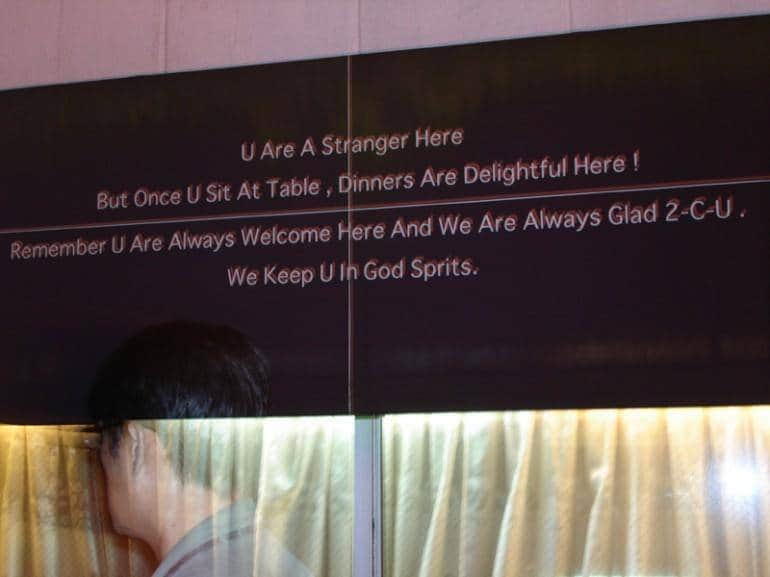 U Are A Stranger Here
But Once U Sit At Table , Dinners Are Delightful Here !
Remember U Are Always Welcome Here And We Are Always Glad 2-C-U .
We Keep U In God Sprits.